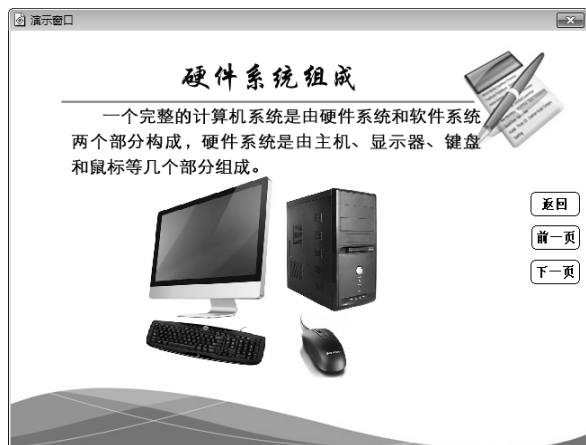 演示窗口
硬件系统组成
一个完整的计算机系统是由硬件系统和软件系统
两个部分构成，硬件系统是由主机、显示器、键盘
和鼠标等几个部分组成。
返回
前一页
下一页